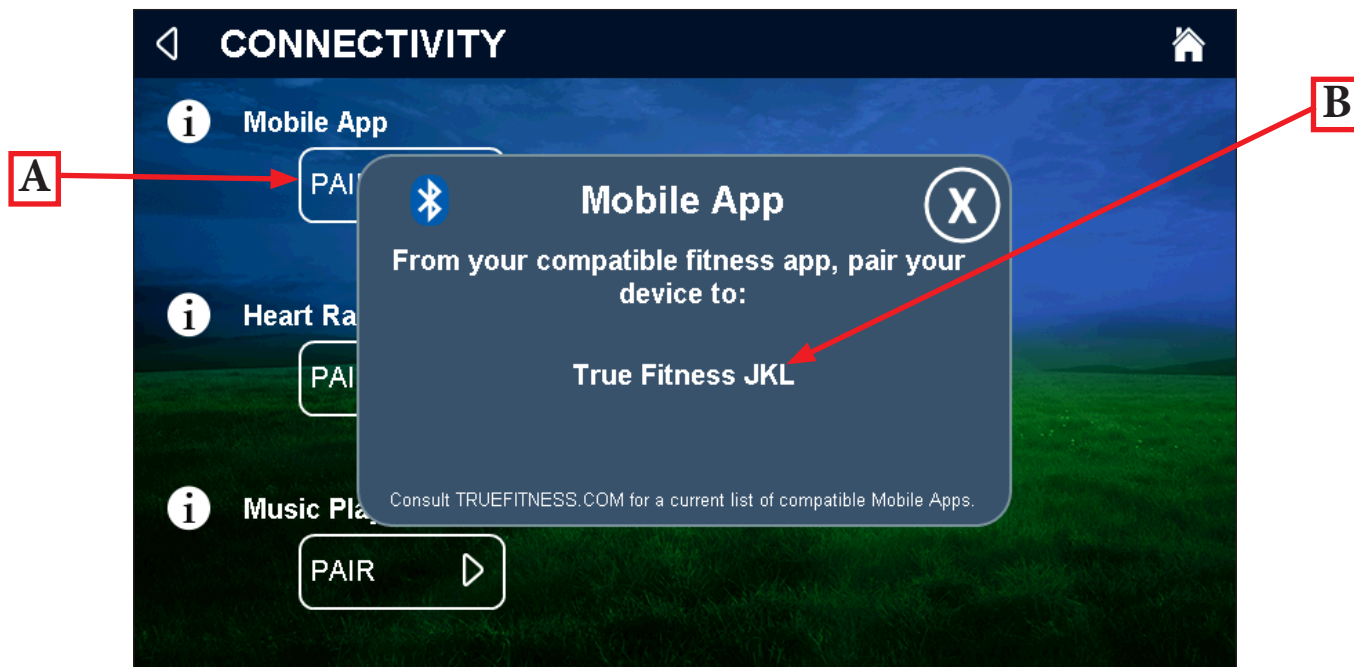 CONNECTIVITY
B
i Mobile App
A
PAI
Mobile App
X
From your compatible fitness app, pair your
device to:
i Heart Ra
PAI
True Fitness JKL
Consult TRUEFITNESS.COM for a current list of compatible Mobile Apps.
i Music Pla
PAIR